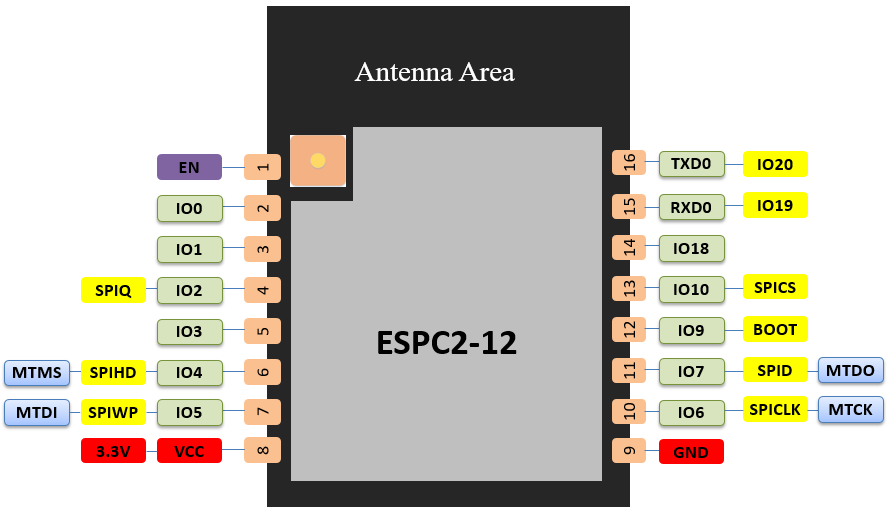 Antenna Area
EN 1
IO0 2
IO1 3
SPIQ IO2 4
IO3 5
MTMS SPIHD IO4 6
MTDI SPIWP IO5 7
3.3V VCC 8
ESPC2-12
16 TXD0 IO20
15 RXD0 IO19
14 IO18
13 IO10 SPICS
12 IO9 BOOT
11 IO7 SPID MTDO
10 IO6 SPICLK MTCK
9 GND